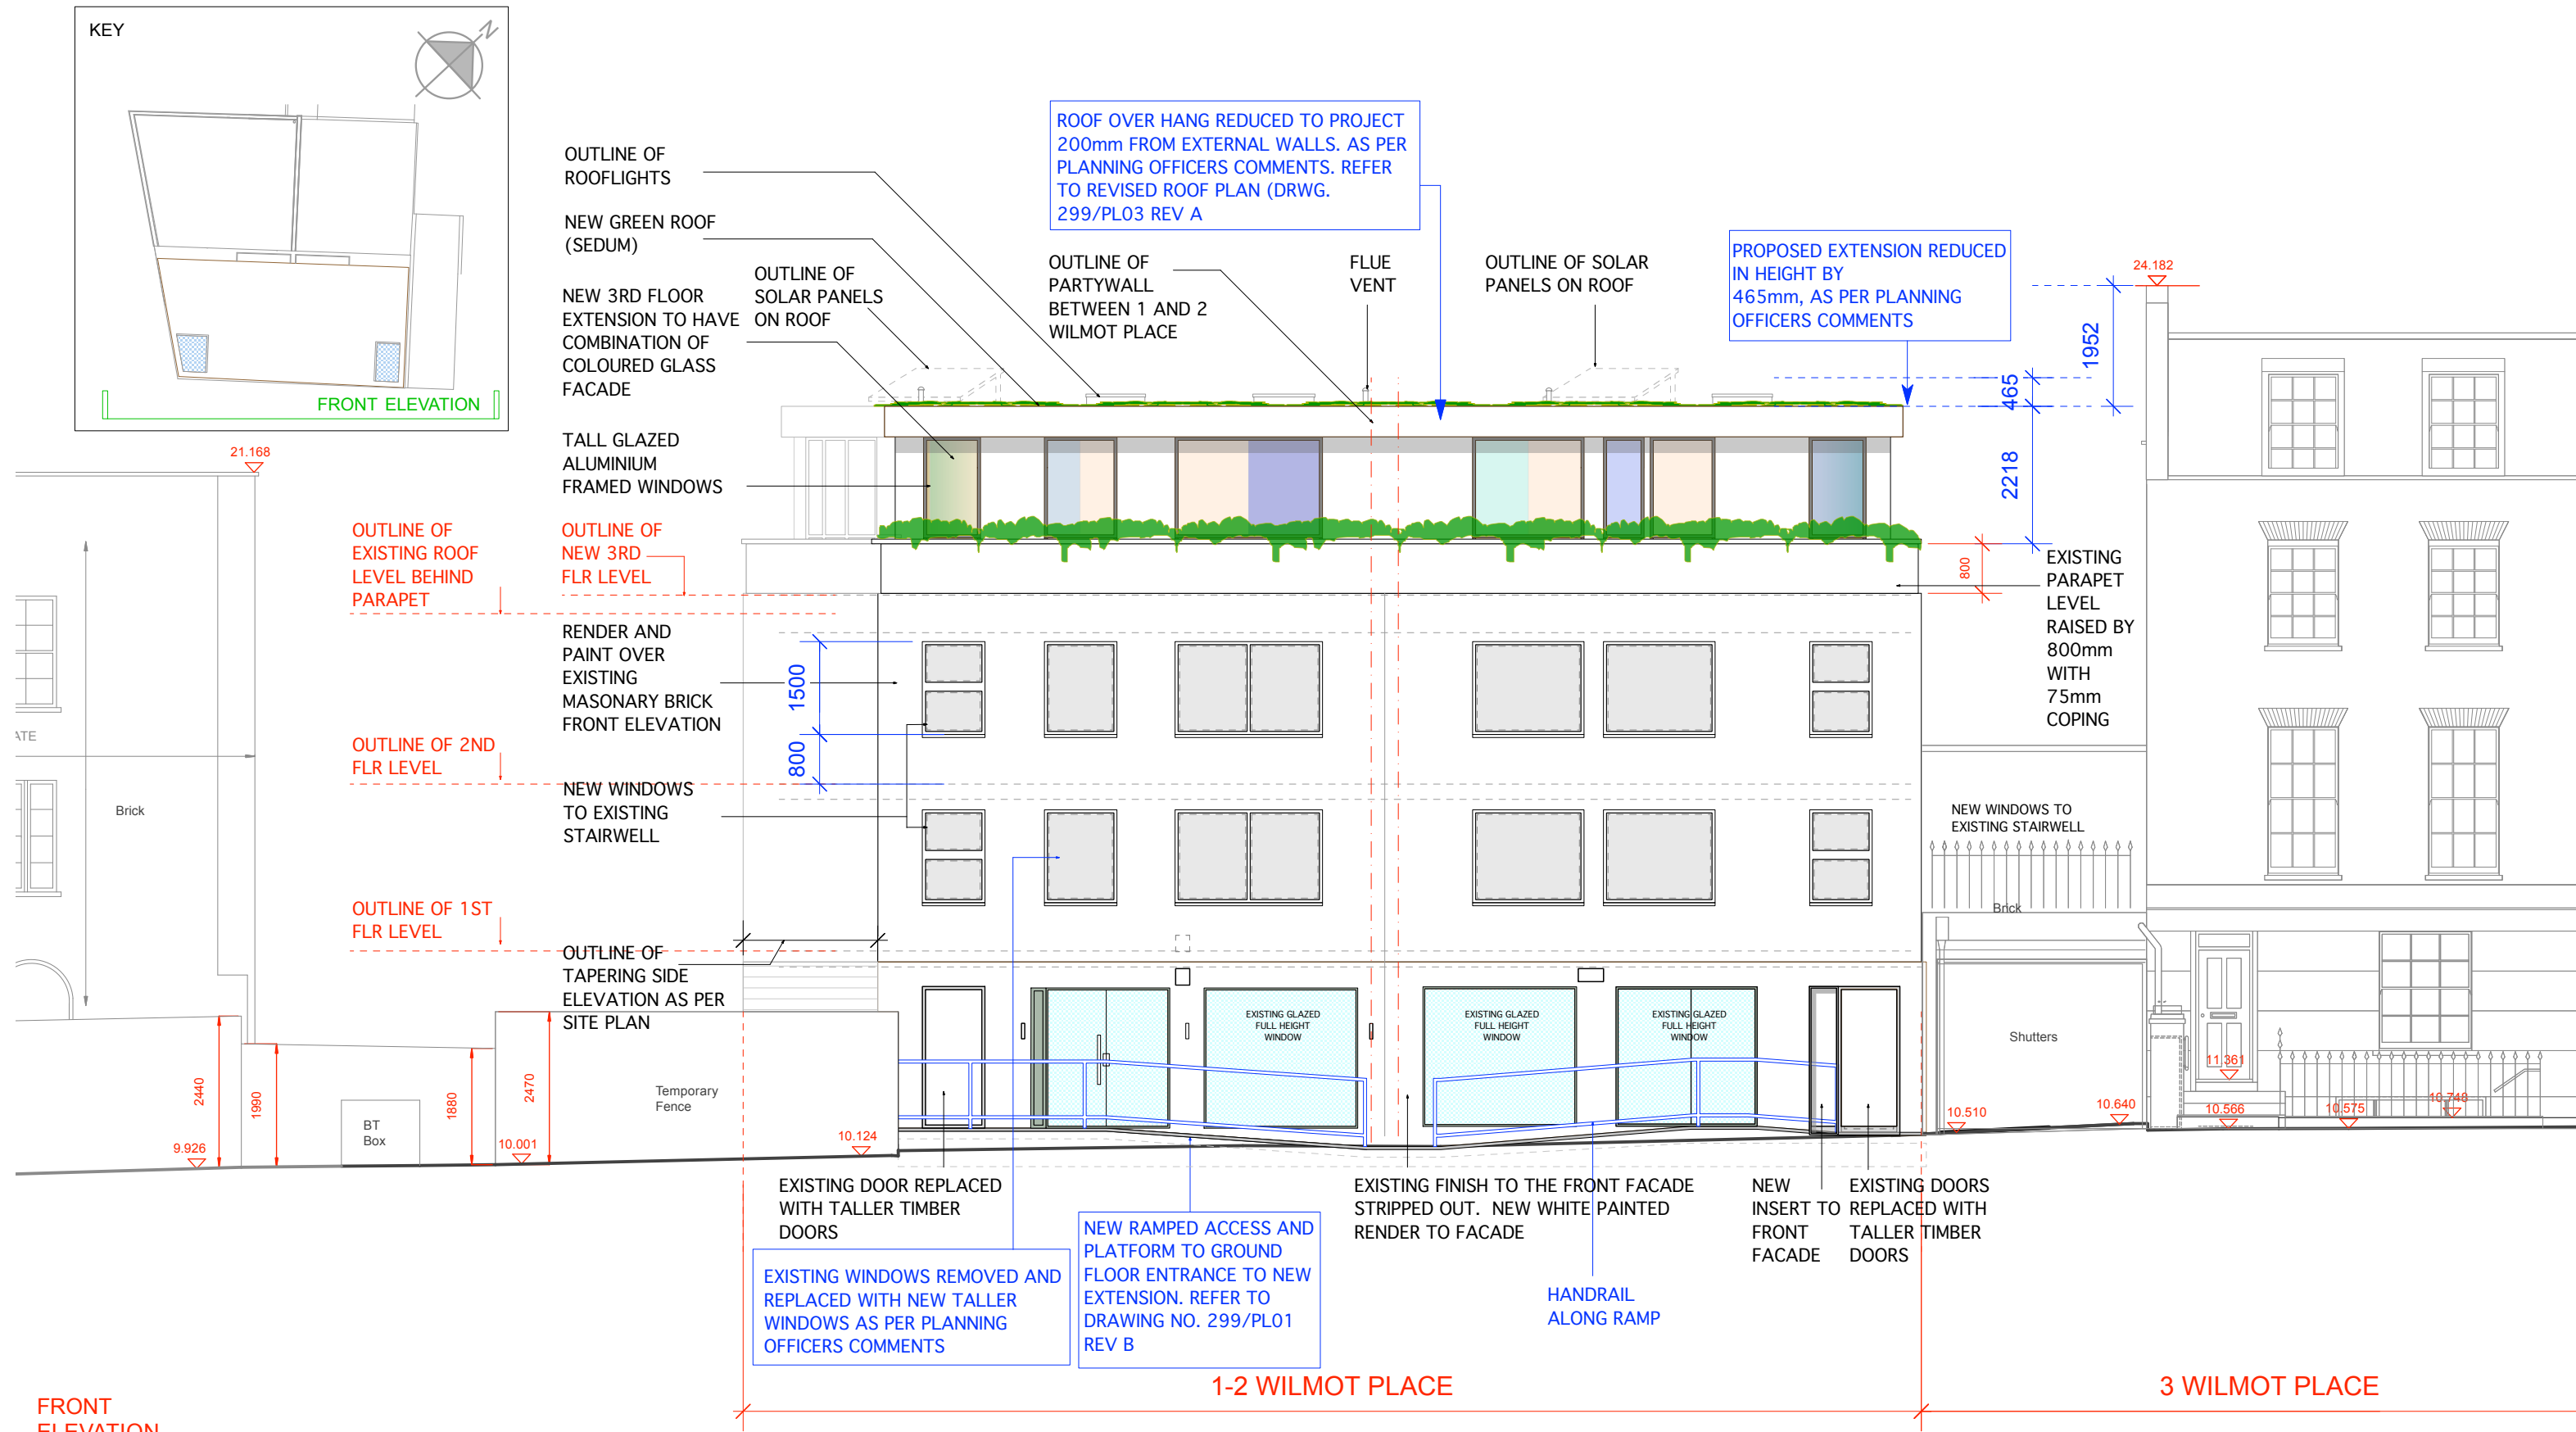 KEY
N
FRONT ELEVATION
OUTLINE OF
ROOFLIGHTS
NEW GREEN ROOF
(SEDUM)
NEW 3RD FLOOR
EXTENSION TO HAVE
COMBINATION OF
COLOURED GLASS
FACADE
OUTLINE OF
SOLAR PANELS
ON ROOF
TALL GLAZED
ALUMINIUM
FRAMED WINDOWS
ROOF OVER HANG REDUCED TO PROJECT
200mm FROM EXTERNAL WALLS. AS PER
PLANNING OFFICERS COMMENTS. REFER
TO REVISED ROOF PLAN (DRWG.
299/PL03 REV A
OUTLINE OF
PARTYWALL
BETWEEN 1 AND 2
WILMOT PLACE
FLUE
VENT
OUTLINE OF SOLAR
PANELS ON ROOF
PROPOSED EXTENSION REDUCED
IN HEIGHT BY
465mm, AS PER PLANNING
OFFICERS COMMENTS
24.182
1952
465
2218
800
21.168
OUTLINE OF
EXISTING ROOF
LEVEL BEHIND
PARAPET
OUTLINE OF
NEW 3RD
FLR LEVEL
EXISTING
PARAPET
LEVEL
RAISED BY
800mm
WITH
75mm
COPING
RENDER AND
PAINT OVER
EXISTING
MASONARY BRICK
FRONT ELEVATION
1500
800
ATE
OUTLINE OF 2ND
FLR LEVEL
Brick
NEW WINDOWS
TO EXISTING
STAIRWELL
NEW WINDOWS TO
EXISTING STAIRWELL
Brick
OUTLINE OF 1ST
FLR LEVEL
OUTLINE OF
TAPERING SIDE
ELEVATION AS PER
SITE PLAN
EXISTING GLAZED
FULL HEIGHT
WINDOW
EXISTING GLAZED
FULL HEIGHT
WINDOW
EXISTING GLAZED
FULL HEIGHT
WINDOW
Shutters
2440
1990
1880
2470
BT
Box
Temporary
Fence
9.926
10.001
10.124
10.510
10.640
11.361
10.566
10.575
10.748
EXISTING DOOR REPLACED
WITH TALLER TIMBER
DOORS
EXISTING WINDOWS REMOVED AND
REPLACED WITH NEW TALLER
WINDOWS AS PER PLANNING
OFFICERS COMMENTS
NEW RAMPED ACCESS AND
PLATFORM TO GROUND
FLOOR ENTRANCE TO NEW
EXTENSION. REFER TO
DRAWING NO. 299/PL01
REV B
EXISTING FINISH TO THE FRONT FACADE
STRIPPED OUT.  NEW WHITE PAINTED
RENDER TO FACADE
HANDRAIL
ALONG RAMP
NEW
INSERT TO
FRONT
FACADE
EXISTING DOORS
REPLACED WITH
TALLER TIMBER
DOORS
1-2 WILMOT PLACE
3 WILMOT PLACE
FRONT
ELEVATION